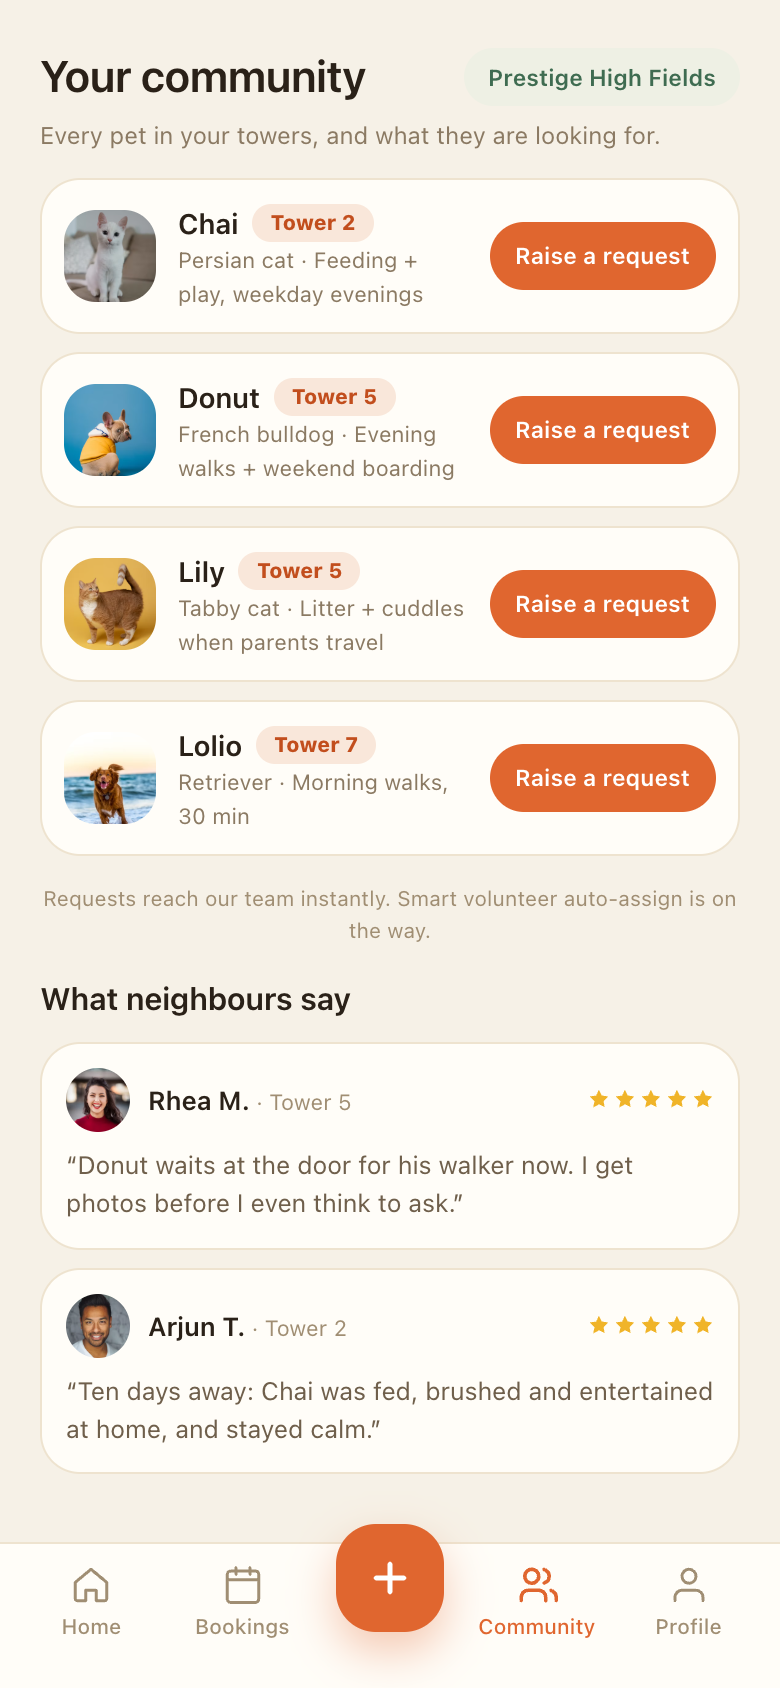 Your community
Prestige High Fields
Every pet in your towers, and what they are looking for.
Chai
Tower 2
Persian cat · Feeding +
play, weekday evenings
Raise a request
Donut
Tower 5
French bulldog · Evening
walks + weekend boarding
Raise a request
Lily
Tower 5
Tabby cat · Litter + cuddles
when parents travel
Raise a request
Lolio
Tower 7
Retriever · Morning walks,
30 min
Raise a request
Requests reach our team instantly. Smart volunteer auto-assign is on
the way.
What neighbours say
Rhea M. · Tower 5
“Donut waits at the door for his walker now. I get
photos before I even think to ask.”
Arjun T. · Tower 2
“Ten days away: Chai was fed, brushed and entertained
at home, and stayed calm.”
Home
Bookings
Community
Profile